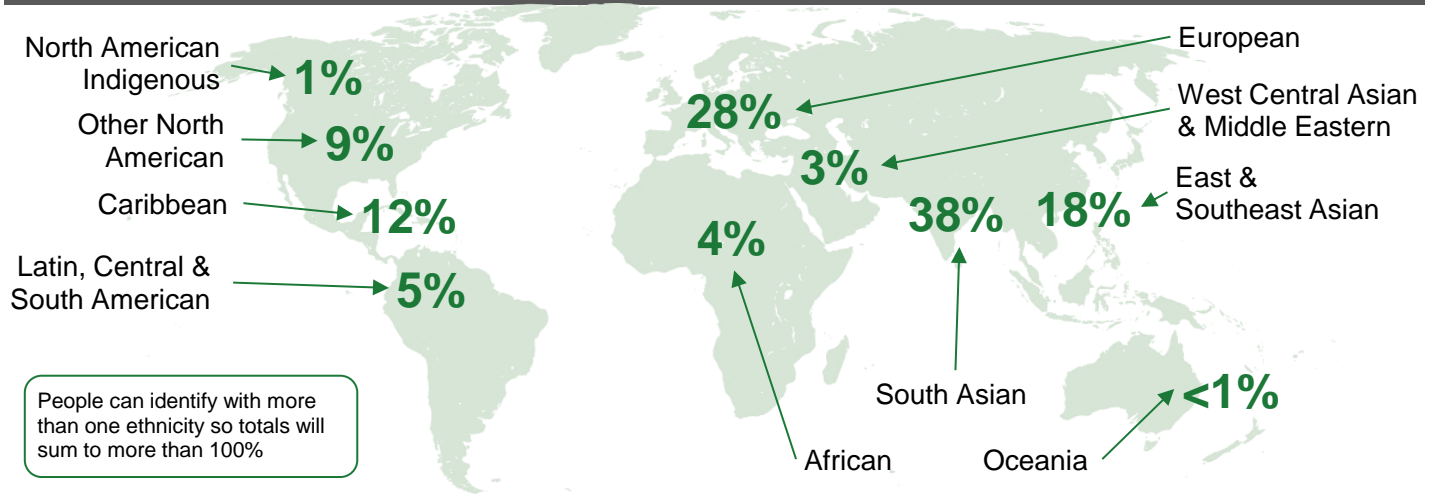 North American
Indigenous
1%
Other North
American
9%
Caribbean
12%
Latin, Central &
South American
5%
European
28%
West Central Asian
& Middle Eastern
3%
East &
Southeast Asian
18%
38%
South Asian
4%
African
<1%
Oceania
People can identify with more
than one ethnicity so totals will
sum to more than 100%